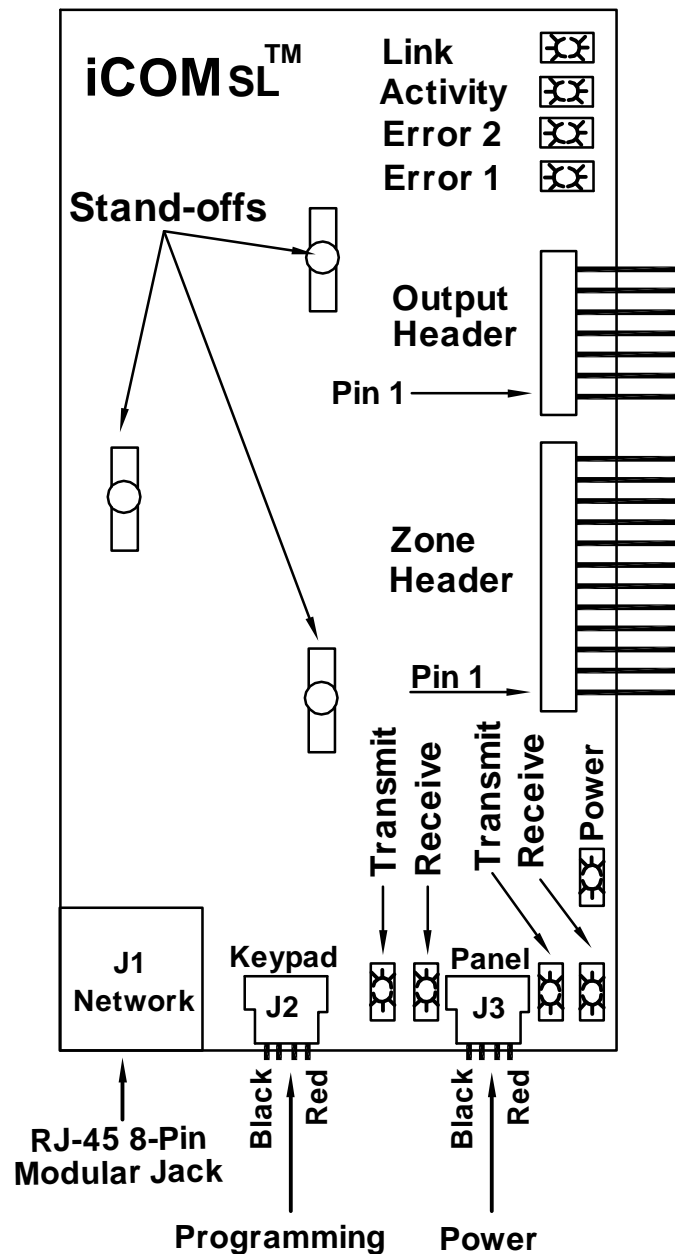 iCOM SL™
Link
Activity
Error 2
Error 1
Stand-offs
Output
Header
Pin 1
Zone
Header
Pin 1
Transmit
Receive
Transmit
Receive
Power
J1
Network
Keypad
J2
Panel
J3
Black
Red
Black
Red
RJ-45 8-Pin
Modular Jack
Programming
Power